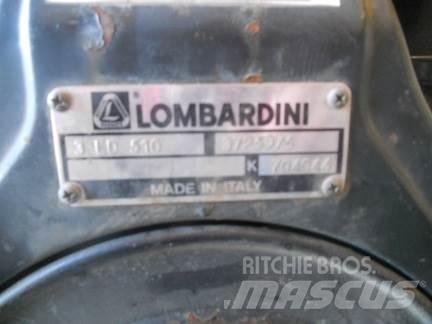 LOMBARDINI
3 LD 510
K
MADE IN ITALY
RITCHIE BROS.
MASCUS